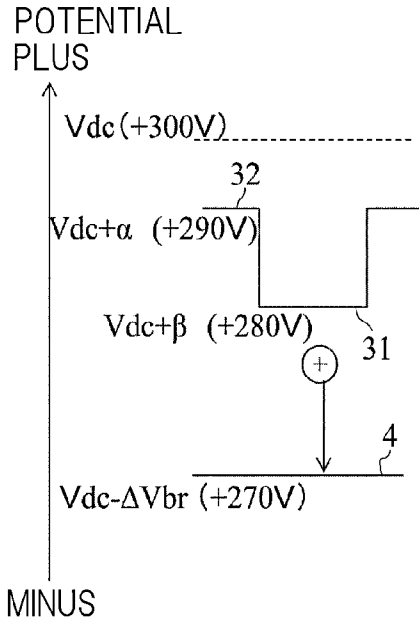 POTENTIAL
PLUS
Vdc (+300V)
32
Vdc+α (+290V)
Vdc+β (+280V)
31
+
4
Vdc-ΔVbr (+270V)
MINUS